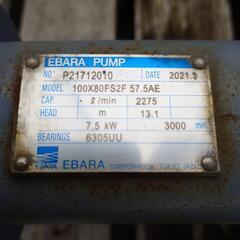 EBARA PUMP
NO. P21712010 DATE 2021.3
MODEL 100X80FS2F 57.5AE
CAP. ℓ/min 2275
HEAD m 13.1
7.5 kW 3000 min
BEARINGS 6305UU
EBARA EBARA CORPORATION TOKYO JAPAN